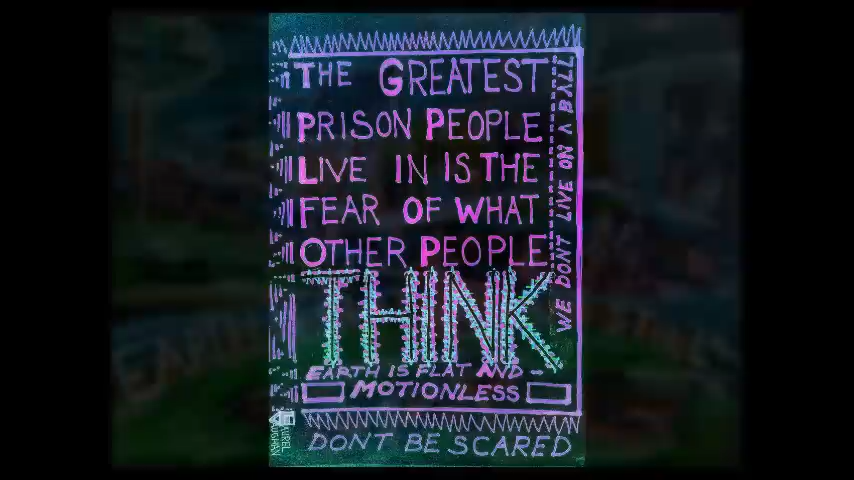 THE GREATEST
PRISON PEOPLE
LIVE IN IS THE
FEAR OF WHAT
OTHER PEOPLE
THINK
EARTH IS FLAT AND -
MOTIONLESS
DONT BE SCARED
WE DONT LIVE ON A BALL